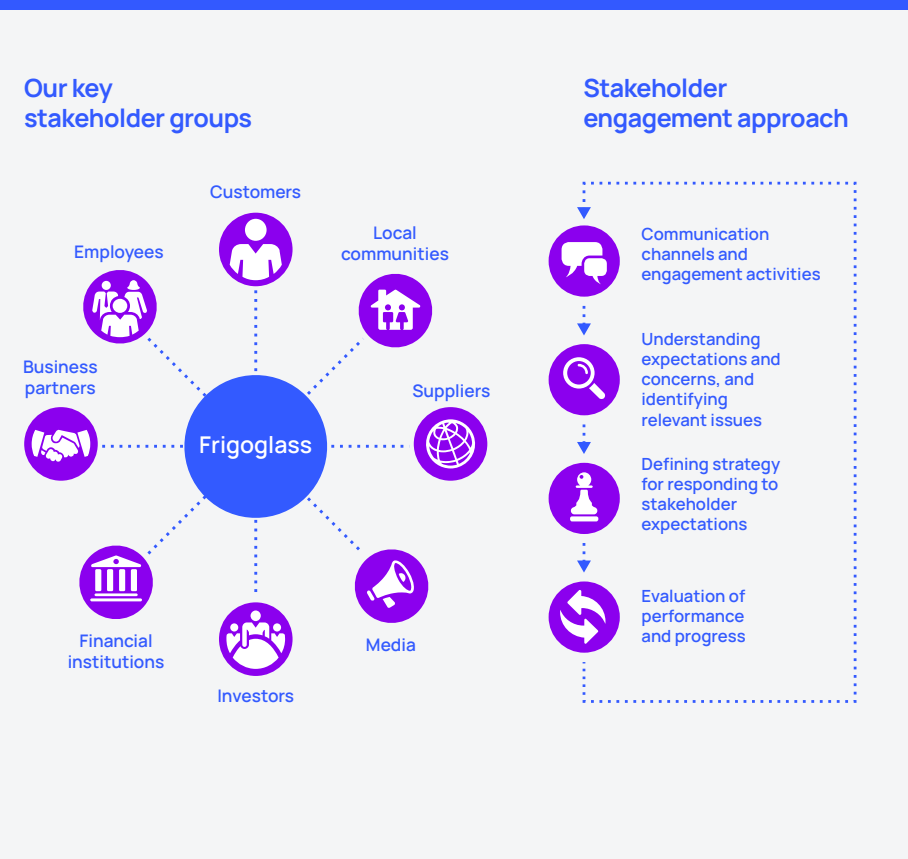 Our key
stakeholder groups
Customers
Local
communities
Employees
Business
partners
Suppliers
Frigoglass
Financial
institutions
Media
Investors
Stakeholder
engagement approach
Communication
channels and
engagement activities
Understanding
expectations and
concerns, and
identifying
relevant issues
Defining strategy
for responding to
stakeholder
expectations
Evaluation of
performance
and progress